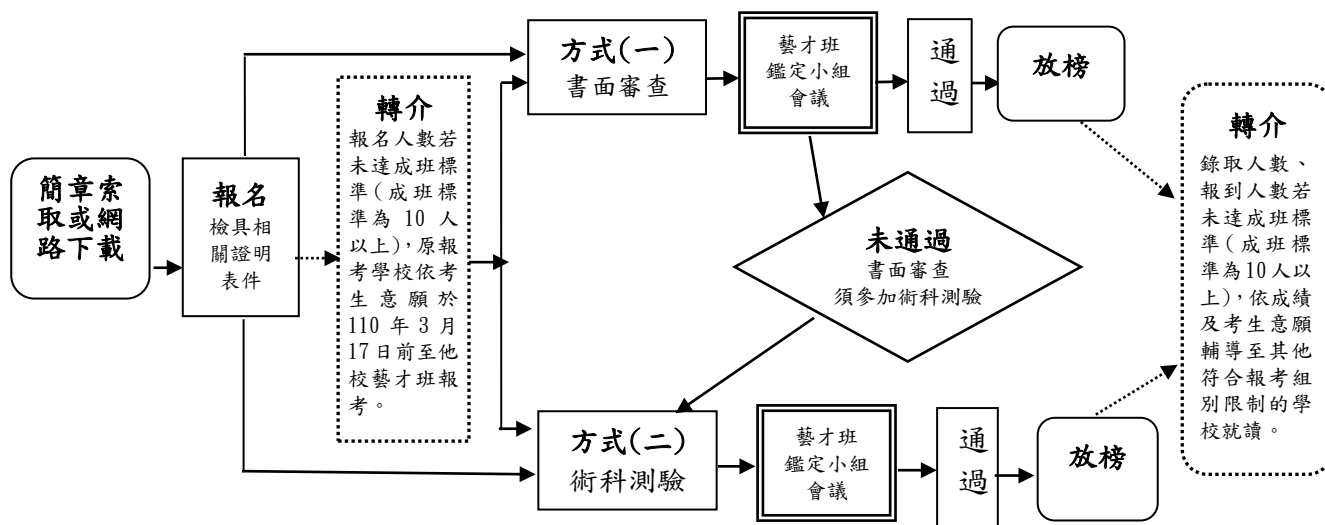 簡章索
取或網
路下載
報名
檢具相
關證明
表件
轉介
報名人數若
未達成班標
準(成班標
準為 10 人
以上),原報
考學校依考
生意願於
110 年 3 月
17 日前至他
校藝才班報
考。
方式(一)
書面審查
藝才班
鑑定小組
會議
通
過
放榜
未通過
書面審查
須參加術科測驗
方式(二)
術科測驗
藝才班
鑑定小組
會議
通
過
放榜
轉介
錄取人數、
報到人數若
未達成班標
準(成班標
準為10人以
上),依成績
及考生意願
輔導至其他
符合報考組
別限制的學
校就讀。